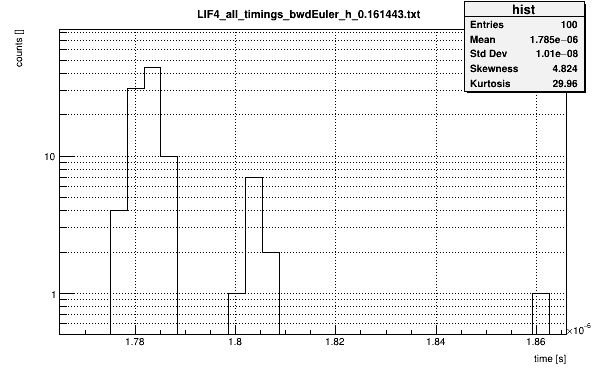 LIF4_all_timings_bwdEuler_h_0.161443.txt
hist
Entries 100
Mean 1.785e−06
Std Dev 1.01e−08
Skewness 4.824
Kurtosis 29.96
counts []
10
1
1.78 1.8 1.82 1.84 1.86
×10−6
time [s]